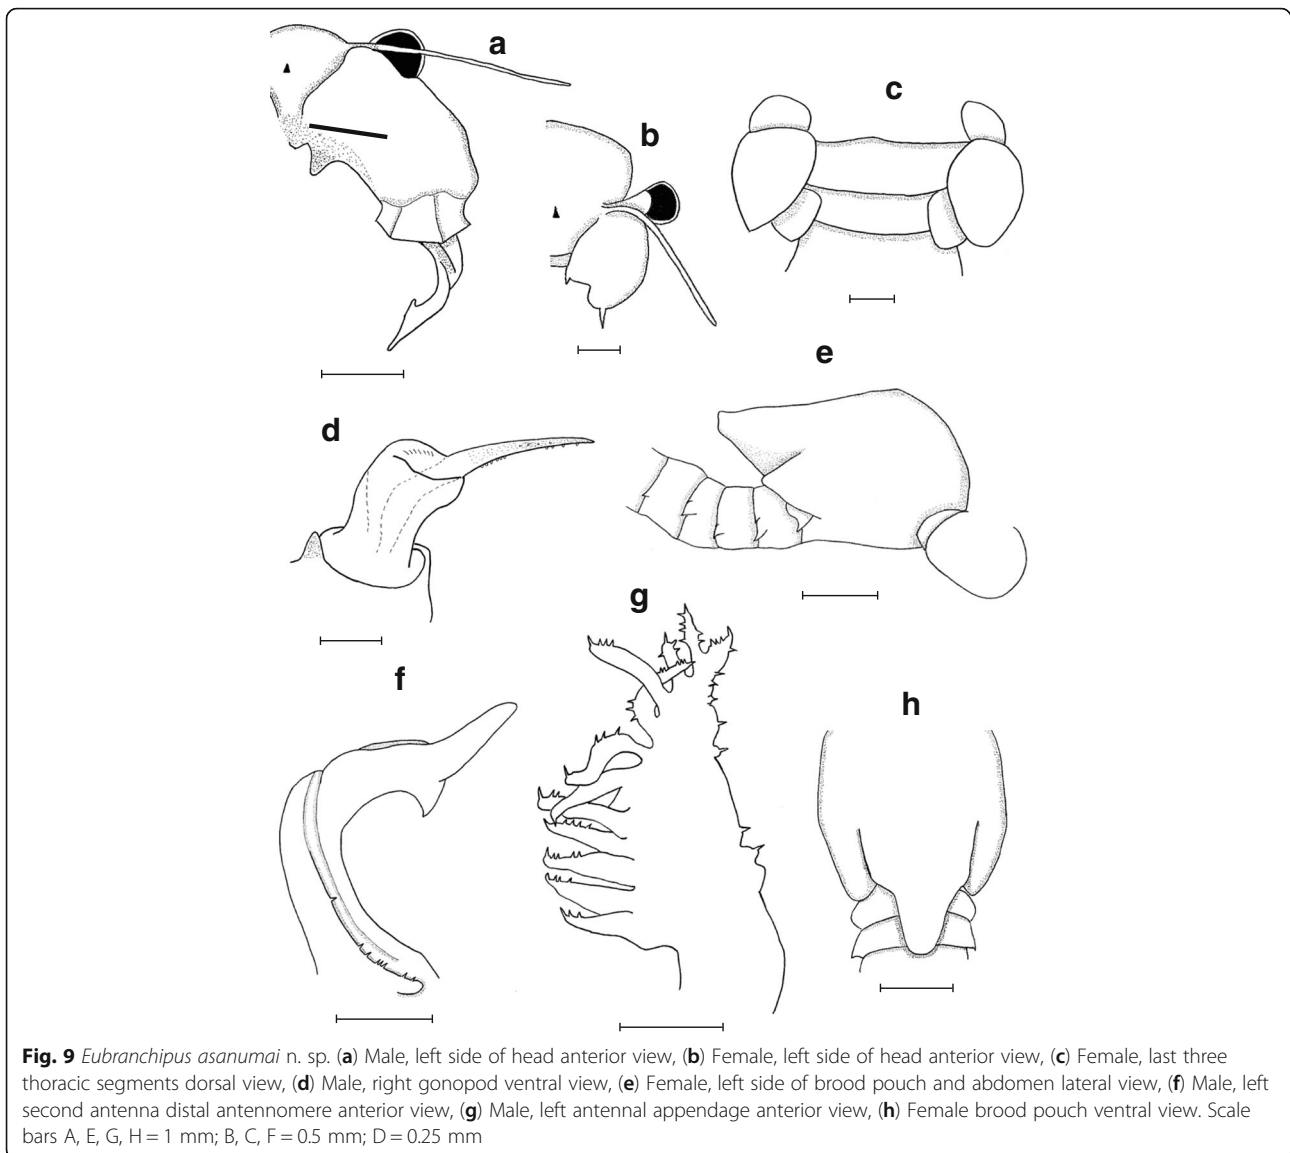 a
b
c
d
e
f
g
h
Fig. 9 Eubranchipus asanumai n. sp. (a) Male, left side of head anterior view, (b) Female, left side of head anterior view, (c) Female, last three
thoracic segments dorsal view, (d) Male, right gonopod ventral view, (e) Female, left side of brood pouch and abdomen lateral view, (f) Male, left
second antenna distal antennomere anterior view, (g) Male, left antennal appendage anterior view, (h) Female brood pouch ventral view. Scale
bars A, E, G, H = 1 mm; B, C, F = 0.5 mm; D = 0.25 mm